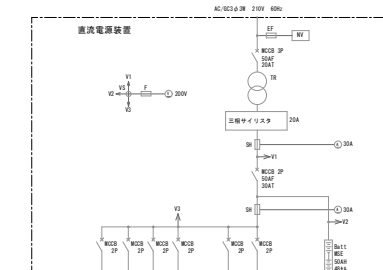 AC/GC3φ3W 210V 60Hz
直流電源装置
EF
NV
MCCB 3P
50AF
20AT
TR
V1
VS
F
V2
200V
V3
三相サイリスタ
20A
SH
30A
V1
MCCB 2P
50AF
30AT
V3
SH
30A
V2
MCCB
2P
MCCB
2P
MCCB
2P
MCCB
2P
MCCB
2P
MCCB
2P
Batt
MSE
50AH